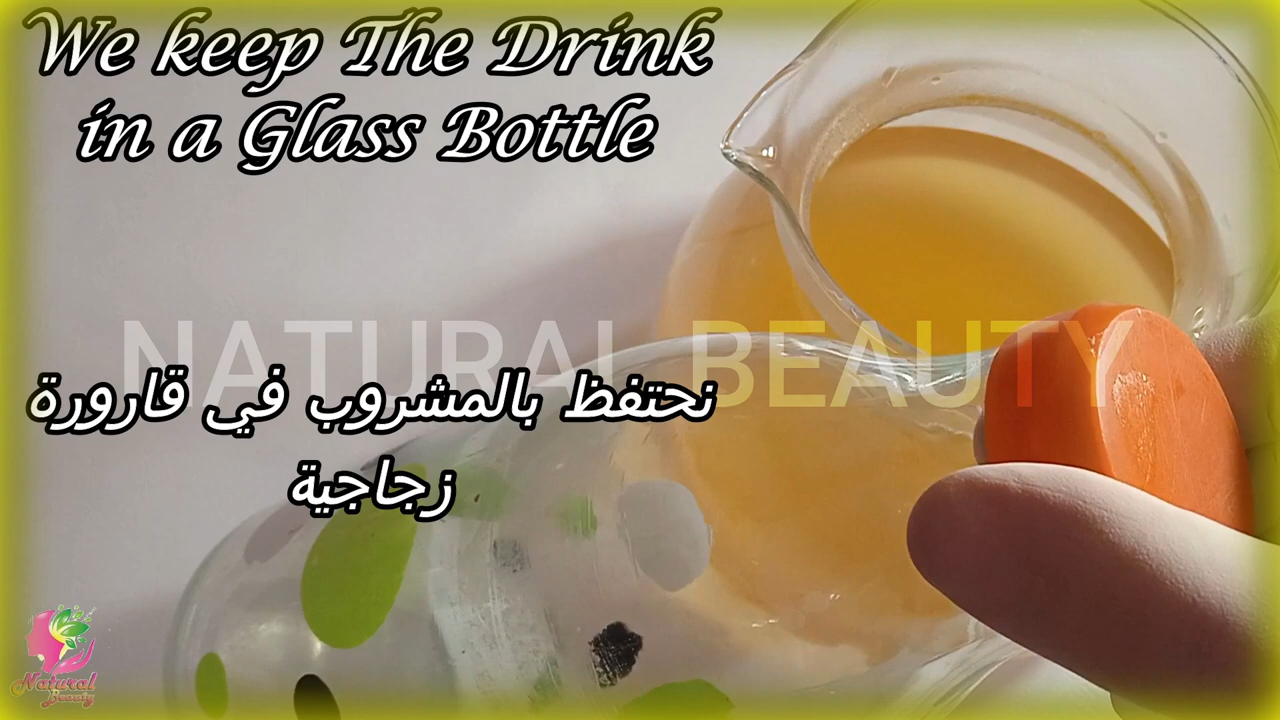 We keep The Drink
in a Glass Bottle
NATURAL BEAUTY
نحتفظ بالمشروب في قارورة
زجاجية
Natural
Beauty